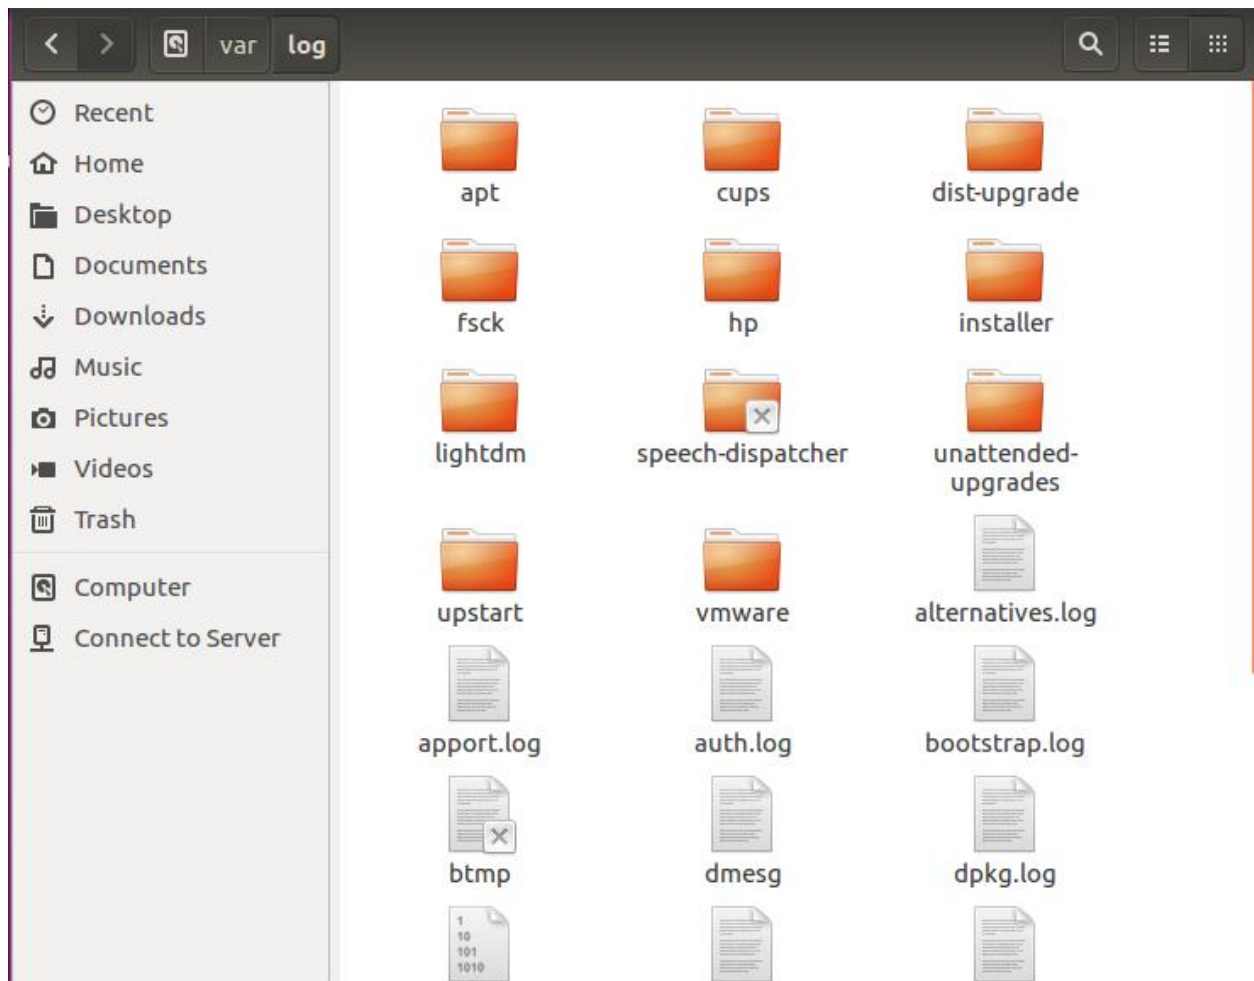 var log
Recent
Home
Desktop
Documents
Downloads
Music
Pictures
Videos
Trash
Computer
Connect to Server
apt cups dist-upgrade
fsck hp installer
lightdm speech-dispatcher unattended-
upgrades
upstart vmware alternatives.log
apport.log auth.log bootstrap.log
btmp dmesg dpkg.log
1
10
101
1010